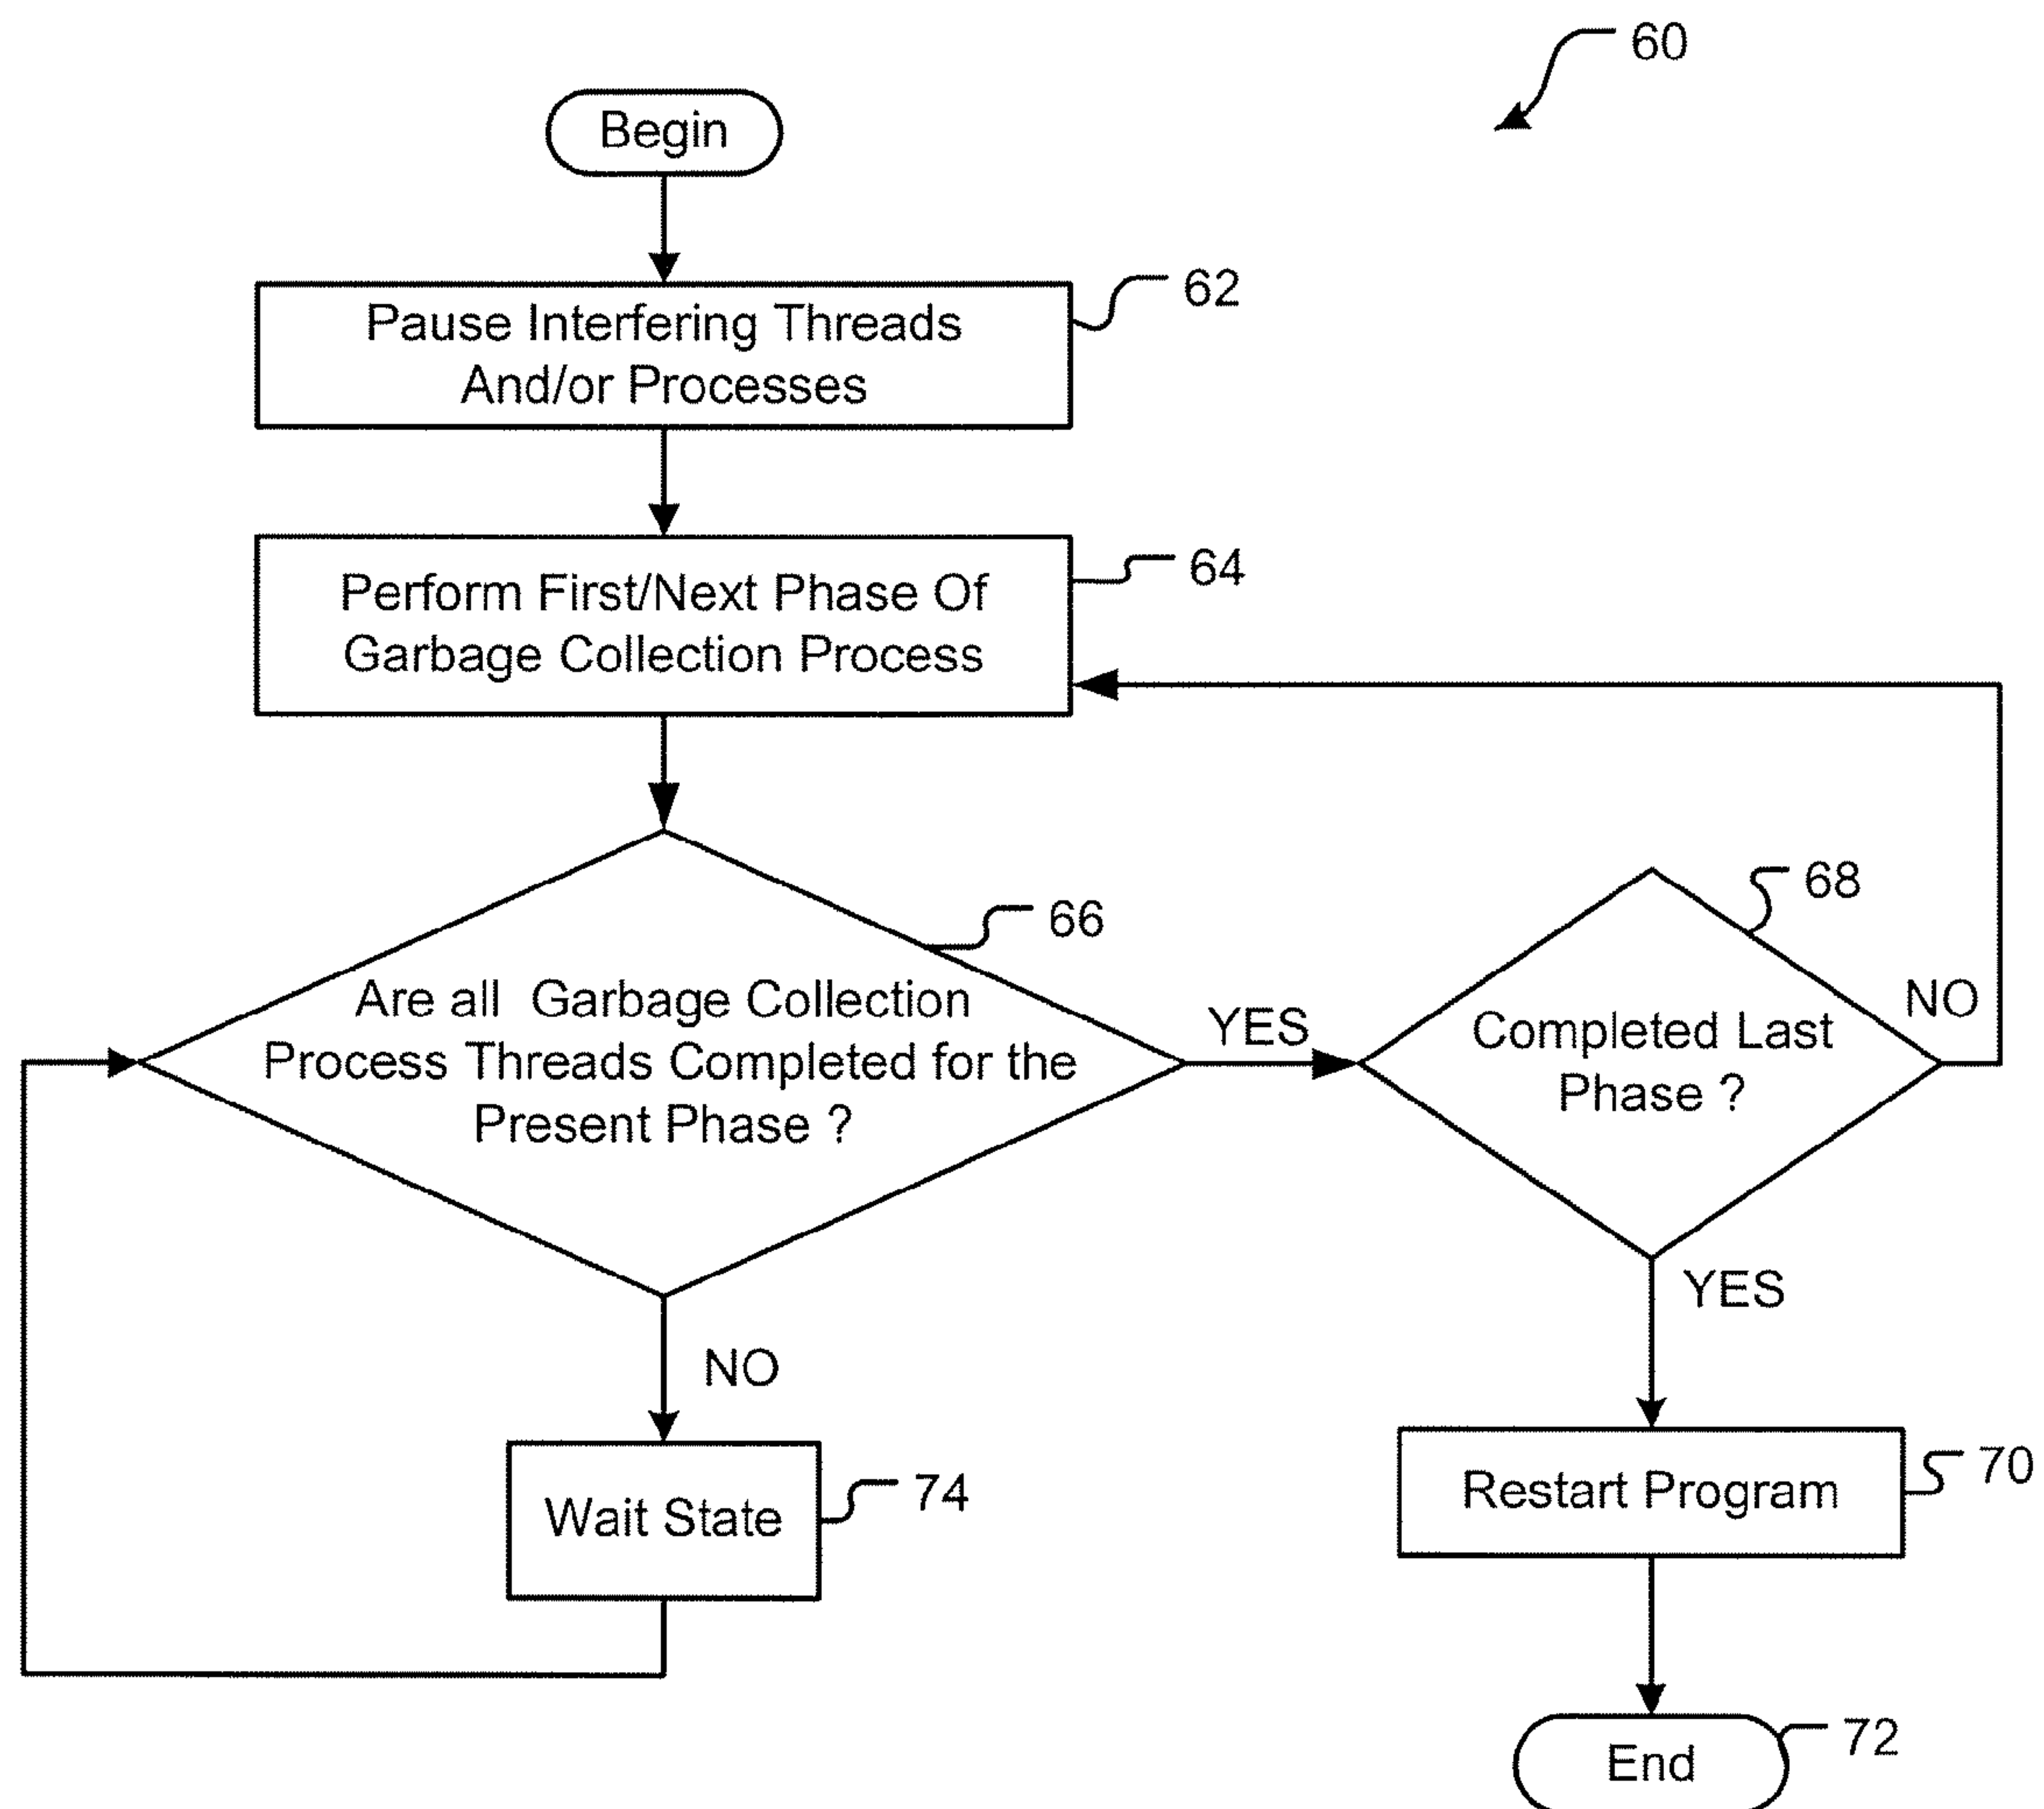 60
Begin
62
Pause Interfering Threads
And/or Processes
64
Perform First/Next Phase Of
Garbage Collection Process
66
Are all Garbage Collection
Process Threads Completed for the
Present Phase ?
YES
68
Completed Last
Phase ?
NO
YES
NO
74
Wait State
70
Restart Program
72
End